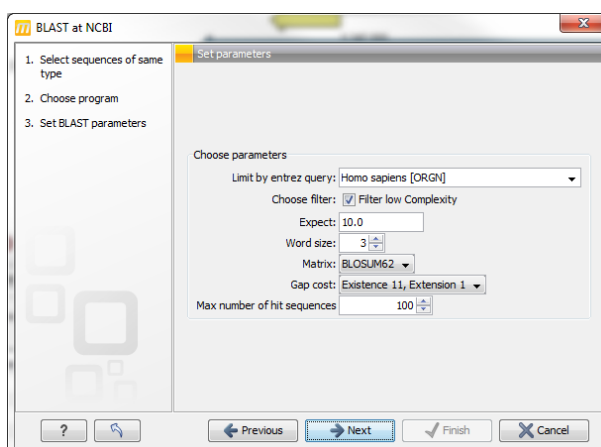 BLAST at NCBI
1. Select sequences of same
type
2. Choose program
3. Set BLAST parameters
Set parameters
Choose parameters
Limit by entrez query: Homo sapiens [ORGN]
Choose filter: Filter low Complexity
Expect: 10.0
Word size: 3
Matrix: BLOSUM62
Gap cost: Existence 11, Extension 1
Max number of hit sequences 100
? Previous Next Finish Cancel